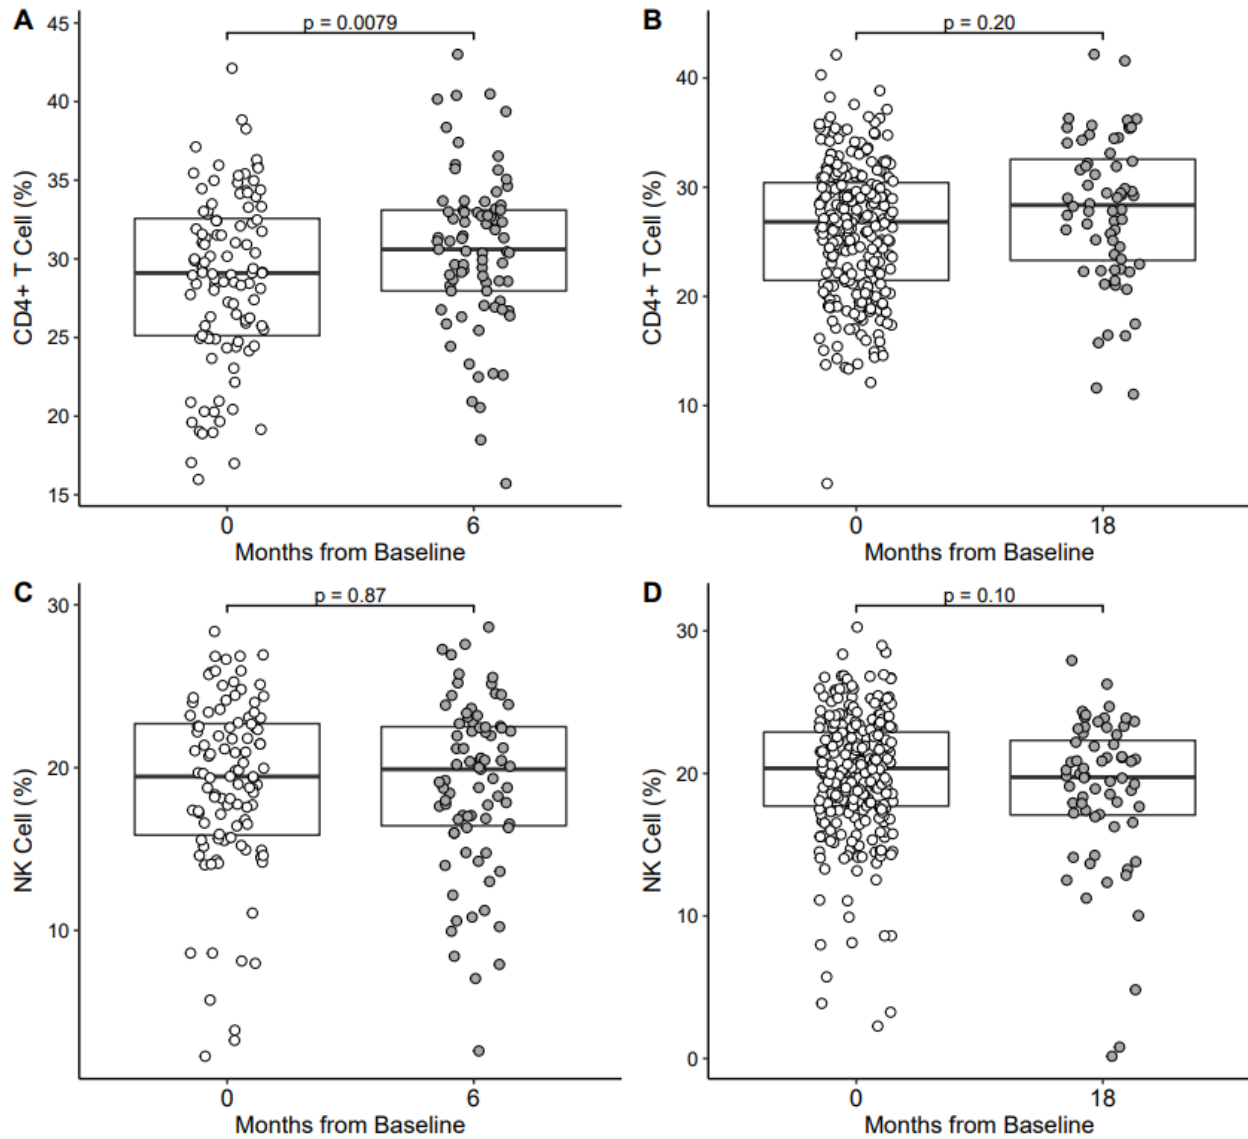 A
p = 0.0079
45
40
35
30
25
20
15
CD4+ T Cell (%)
0
6
Months from Baseline
B
p = 0.20
40
30
20
10
CD4+ T Cell (%)
0
18
Months from Baseline
C
p = 0.87
30
20
10
NK Cell (%)
0
6
Months from Baseline
D
p = 0.10
30
20
10
0
NK Cell (%)
0
18
Months from Baseline